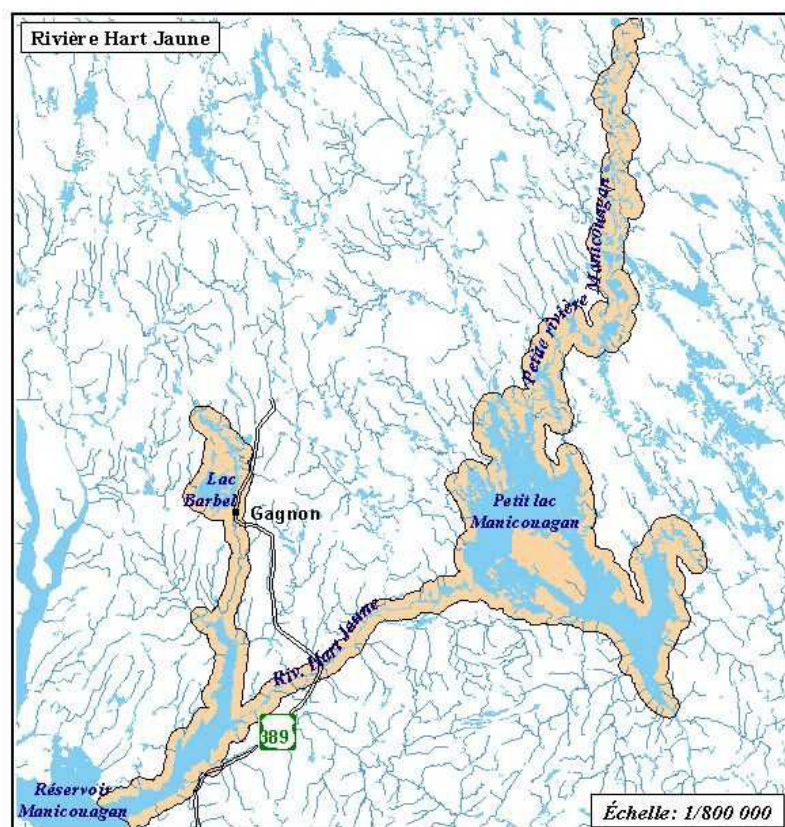 Rivière Hart Jaune
Petite rivière Manicouagan
Lac
Barbel
Gagnon
Petit lac
Manicouagan
Riv. Hart Jaune
389
Réservoir
Manicouagan
Échelle: 1/800 000